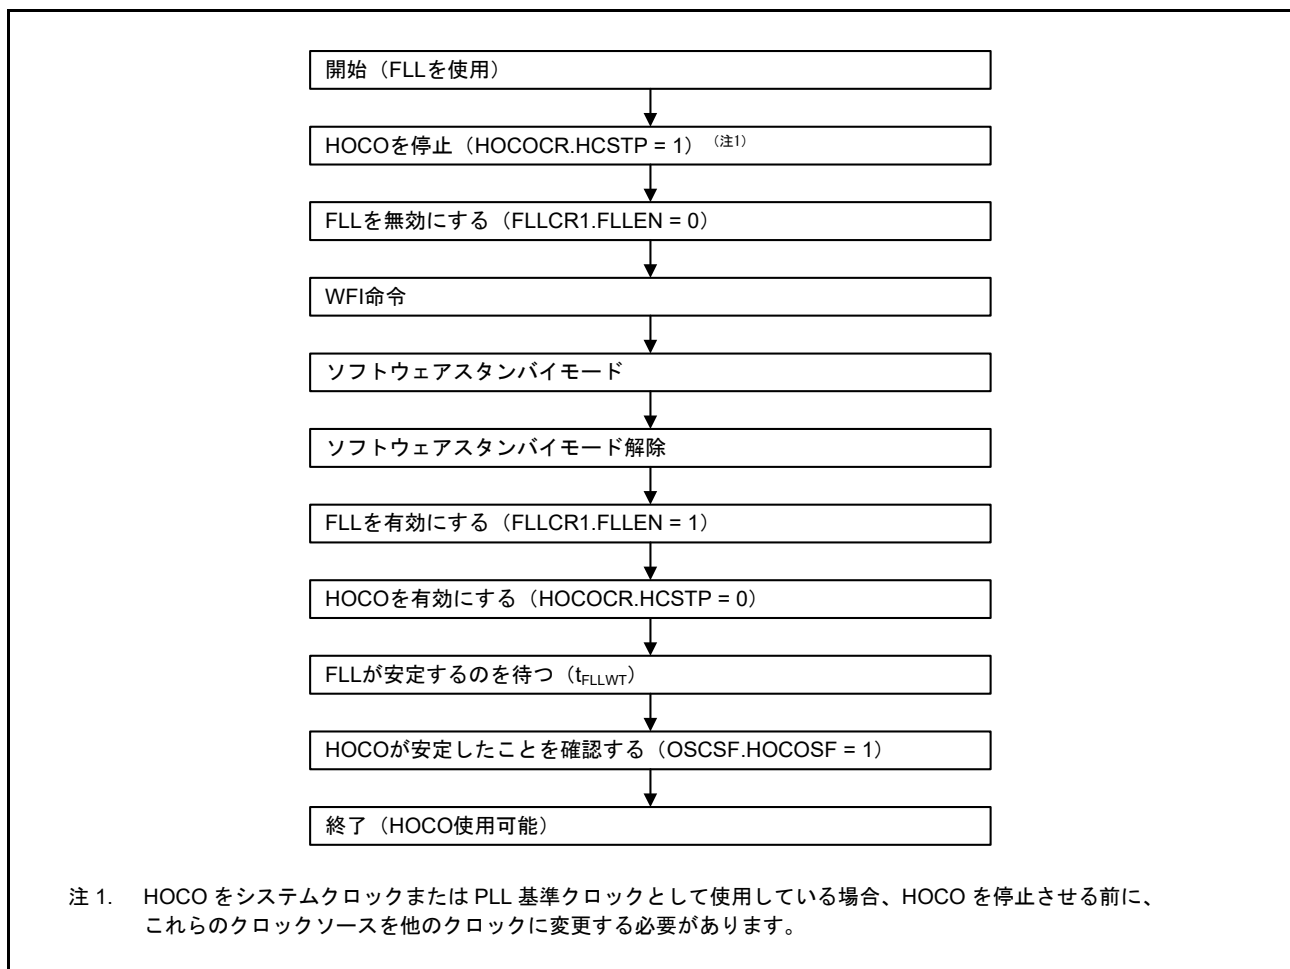 開始（FLLを使用）
HOCOを停止（HOCOCR.HCSTP = 1）（注1）
FLLを無効にする（FLLCR1.FLLEN = 0）
WFI命令
ソフトウェアスタンバイモード
ソフトウェアスタンバイモード解除
FLLを有効にする（FLLCR1.FLLEN = 1）
HOCOを有効にする（HOCOCR.HCSTP = 0）
FLLが安定するのを待つ（tFLLWT）
HOCOが安定したことを確認する（OSCSF.HOCOSF = 1）
終了（HOCO使用可能）
注 1. HOCO をシステムクロックまたは PLL 基準クロックとして使用している場合、HOCO を停止させる前に、
これらのクロックソースを他のクロックに変更する必要があります。